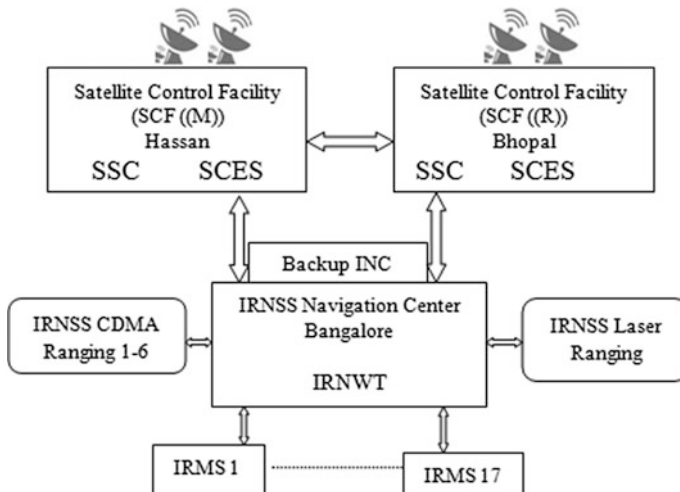 Satellite Control Facility
(SCF ((M))
Hassan
SSC SCES
Satellite Control Facility
(SCF ((R))
Bhopal
SSC SCES
Backup INC
IRNSS Navigation Center
Bangalore
IRNWT
IRNSS CDMA
Ranging 1-6
IRNSS Laser
Ranging
IRMS 1
IRMS 17